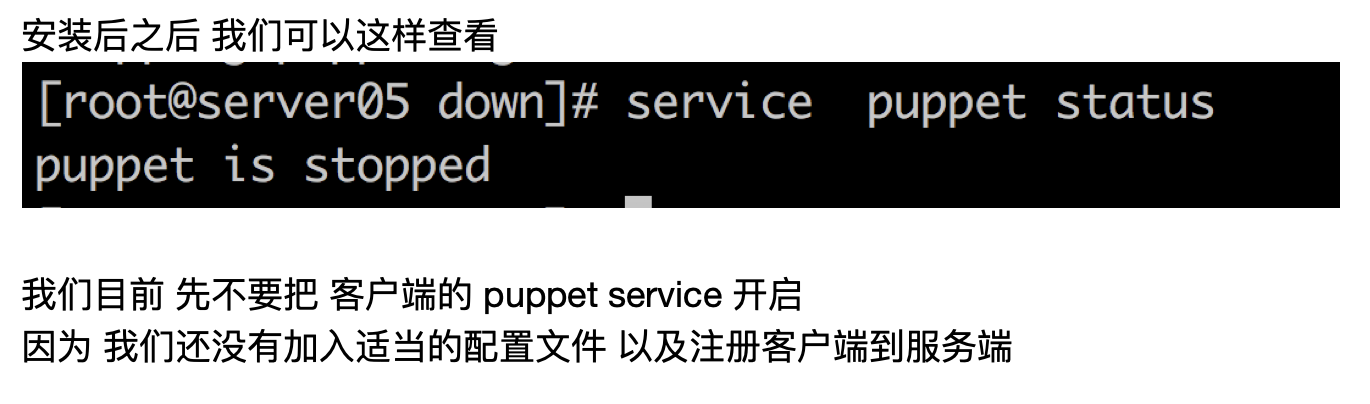 安装后之后 我们可以这样查看
[root@server05 down]# service  puppet status
puppet is stopped
我们目前 先不要把 客户端的 puppet service 开启
因为 我们还没有加入适当的配置文件 以及注册客户端到服务端